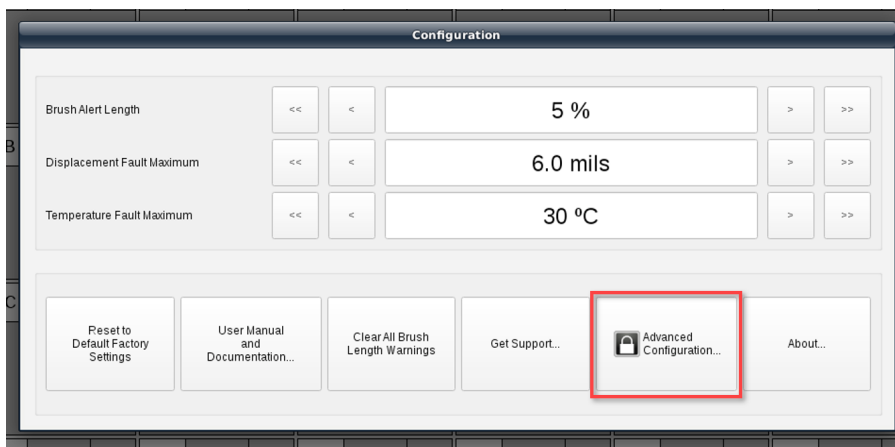 Configuration
Brush Alert Length
<< < 5 % > >>
Displacement Fault Maximum
<< < 6.0 mils > >>
Temperature Fault Maximum
<< < 30 ºC > >>
Reset to
Default Factory
Settings
User Manual
and
Documentation...
Clear All Brush
Length Warnings
Get Support...
Advanced
Configuration...
About...
B
C